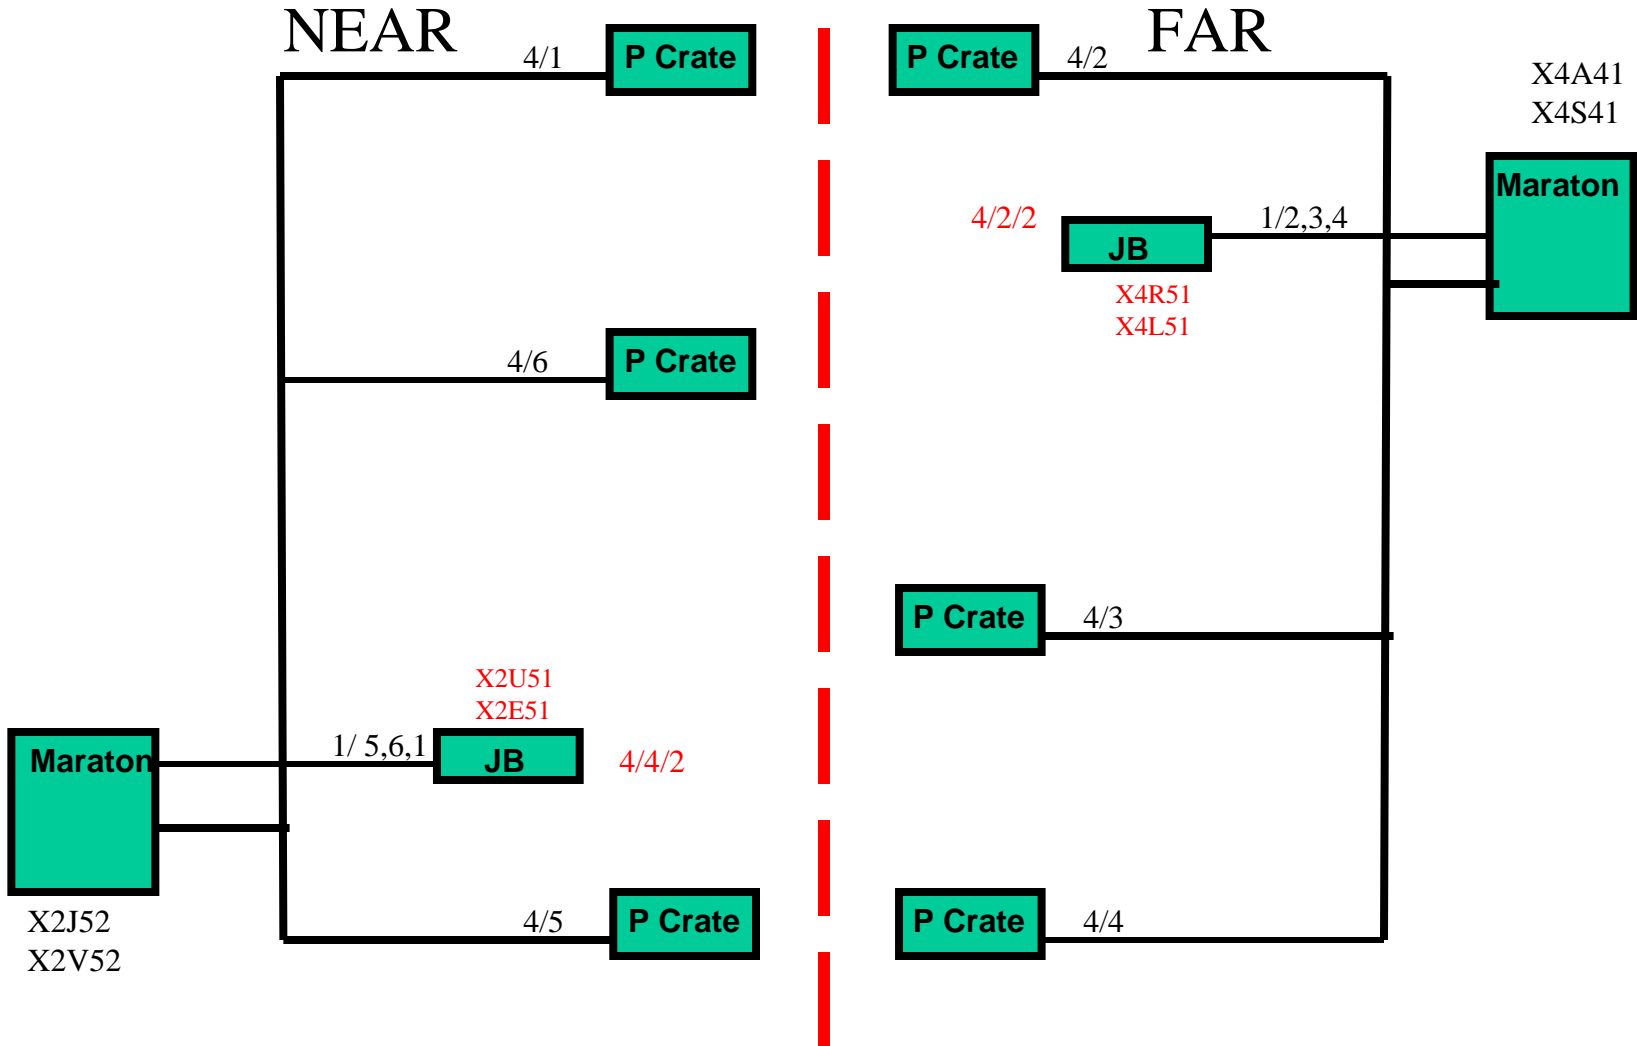 NEAR
FAR
4/1
P Crate
P Crate
4/2
X4A41
X4S41
Maraton
4/2/2
JB
1/2,3,4
X4R51
X4L51
4/6
P Crate
P Crate
4/3
X2U51
X2E51
Maraton
1/ 5,6,1
JB
4/4/2
X2J52
X2V52
4/5
P Crate
P Crate
4/4